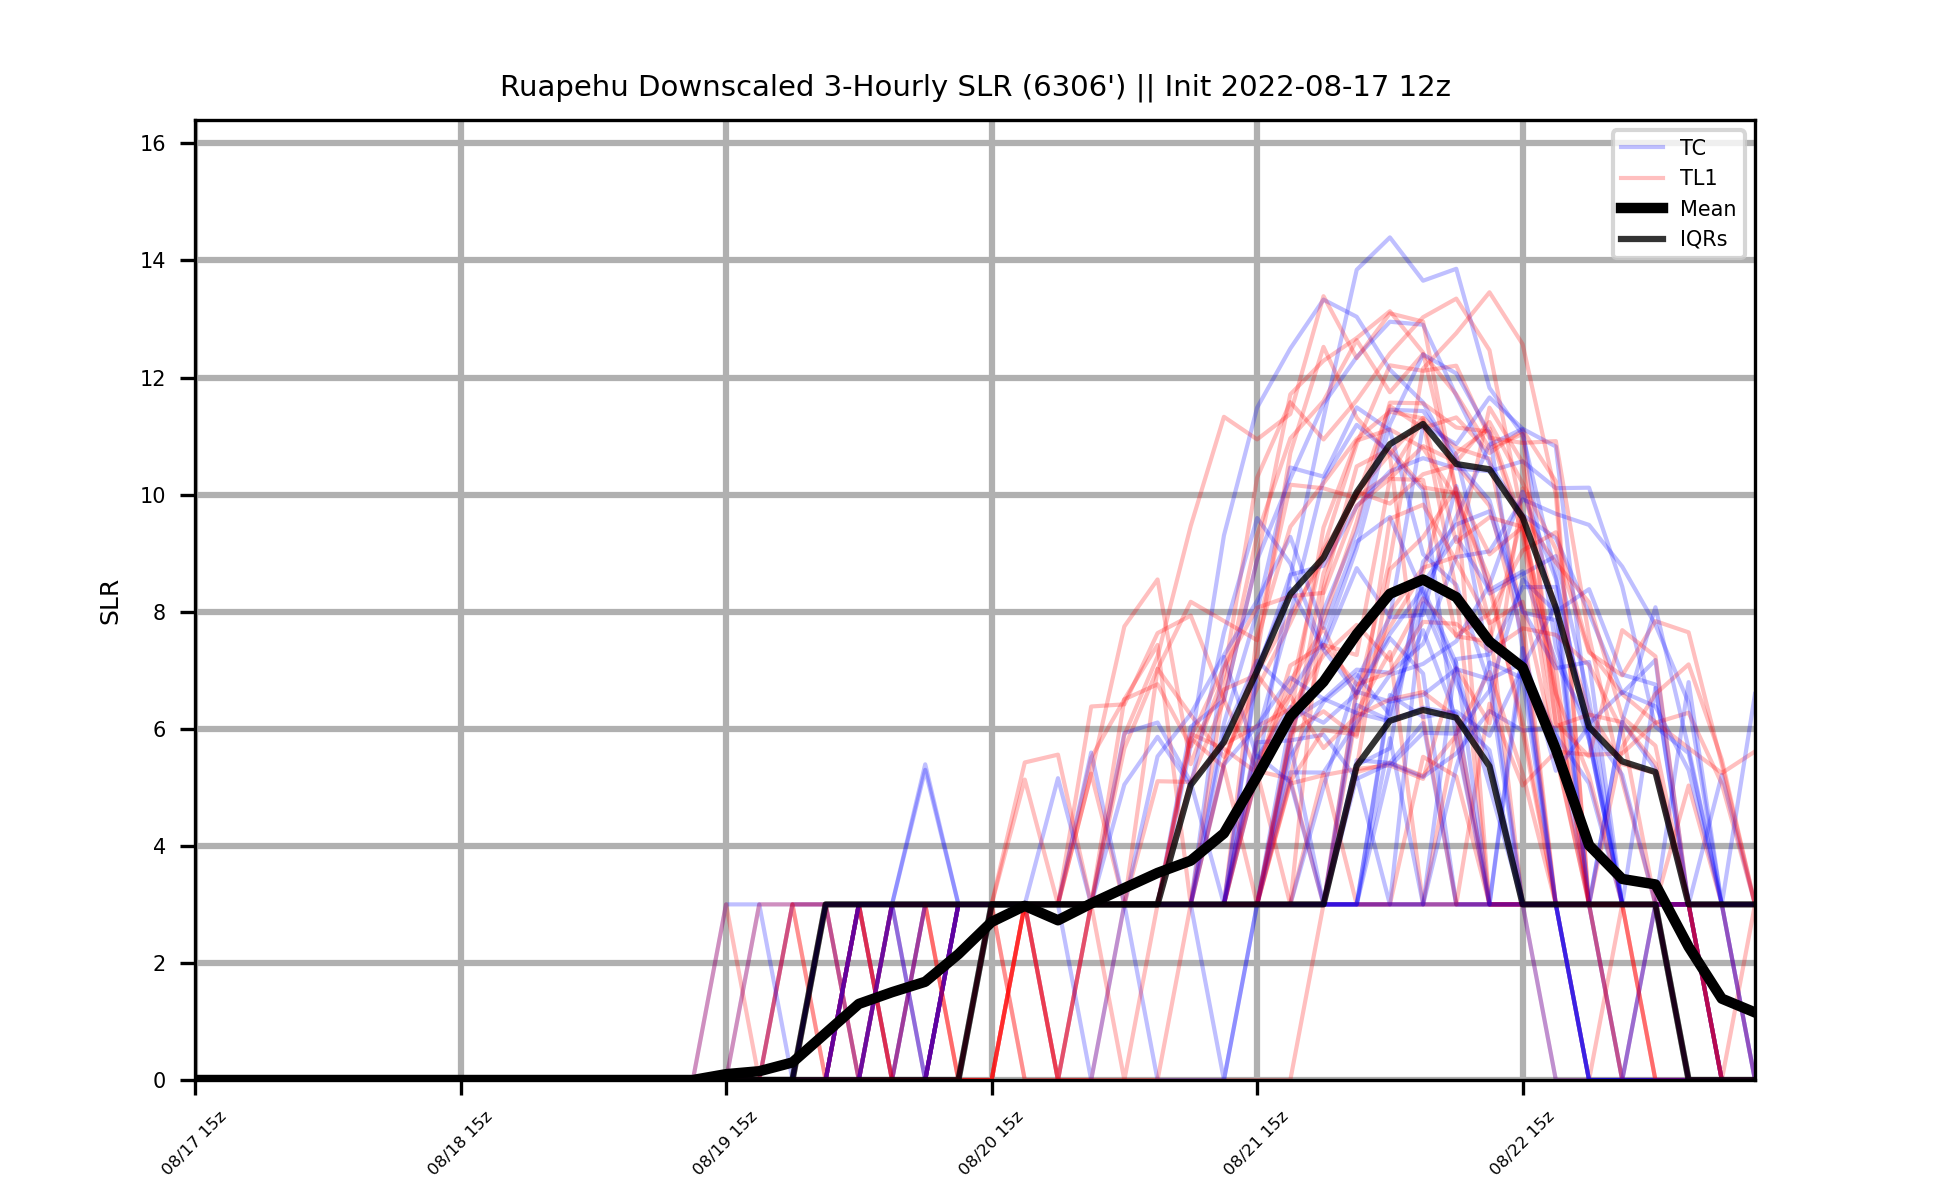 Ruapehu Downscaled 3-Hourly SLR (6306') || Init 2022-08-17 12z
16
14
12
10
8
6
4
2
0
SLR
TC
TL1
Mean
IQRs
08/17 15z
08/18 15z
08/19 15z
08/20 15z
08/21 15z
08/22 15z